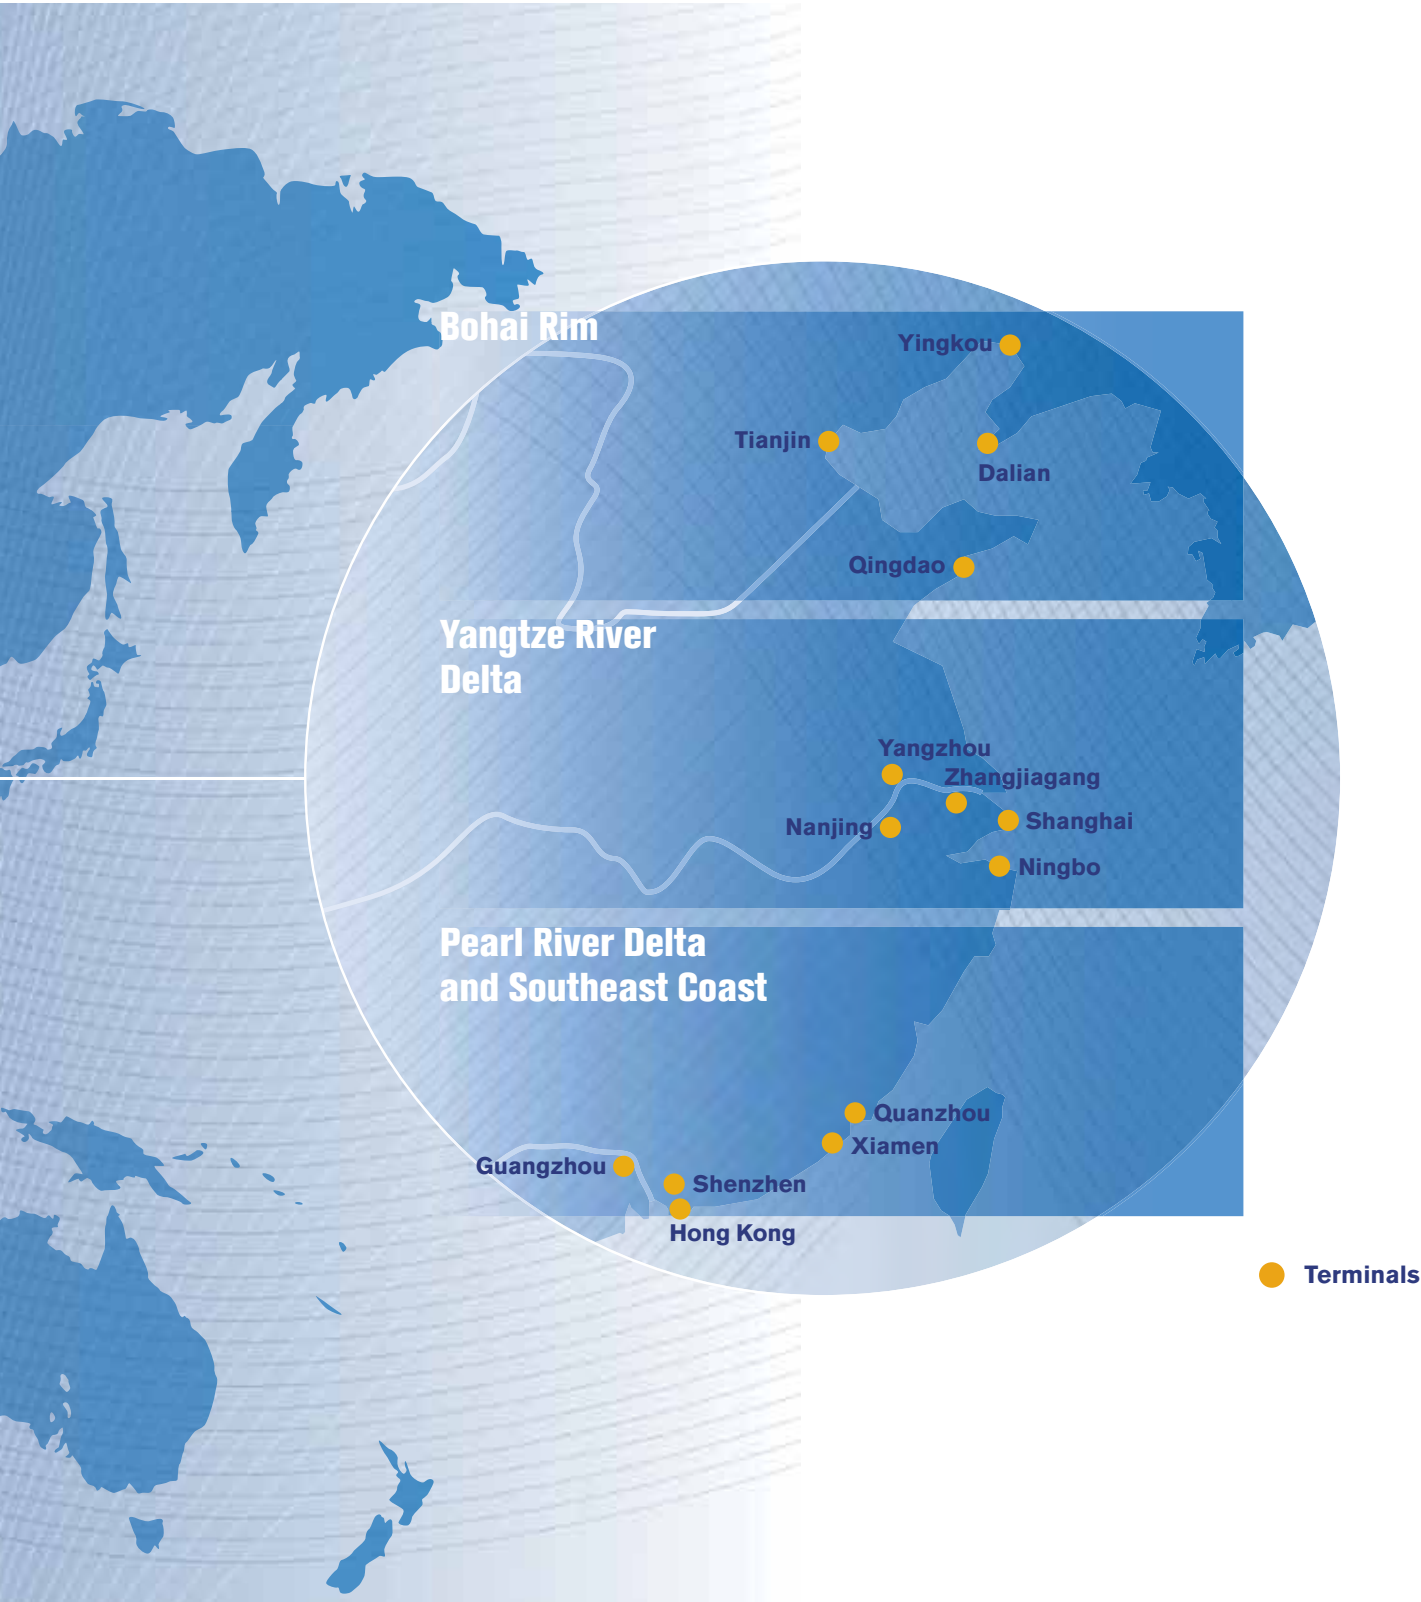 Bohai Rim
Yingkou
Tianjin
Dalian
Qingdao
Yangtze River
Delta
Yangzhou
Zhangjiagang
Nanjing
Shanghai
Ningbo
Pearl River Delta
and Southeast Coast
Quanzhou
Xiamen
Guangzhou
Shenzhen
Hong Kong
Terminals